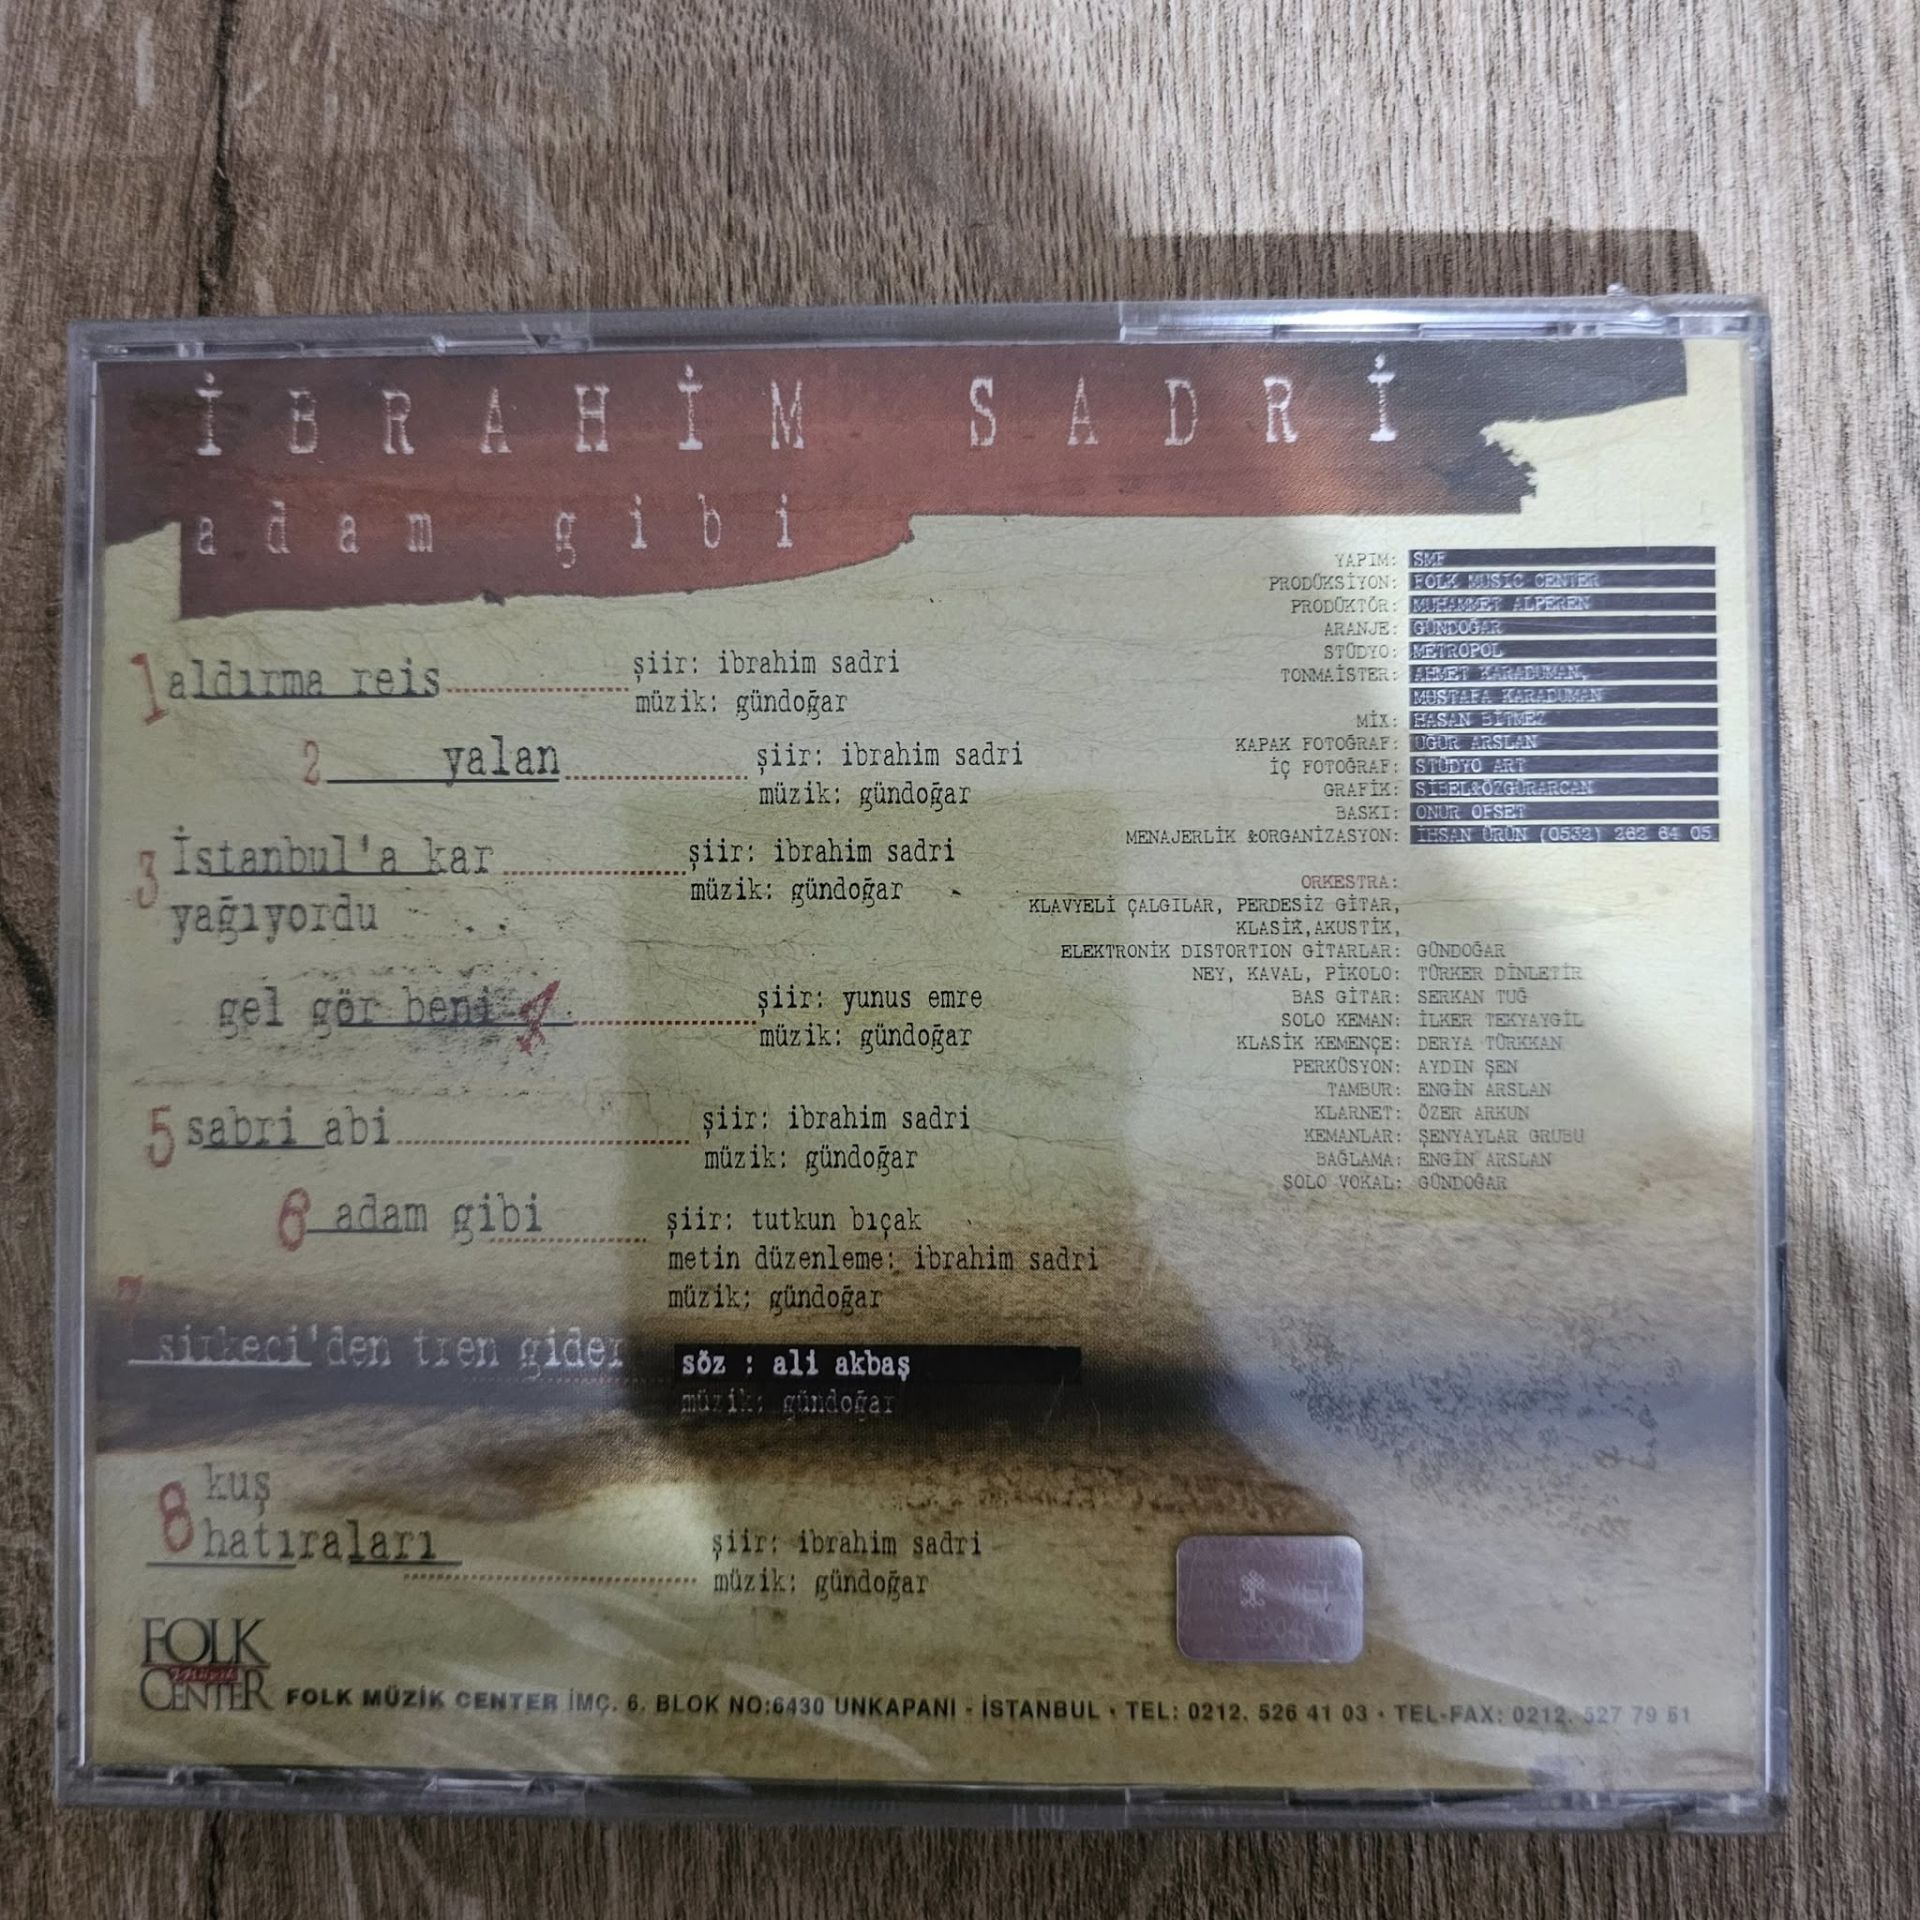 İBRAHİM SADRİ
adam gibi
1 aldırma reis
şiir: ibrahim sadri
müzik: gündoğar
2 yalan
şiir: ibrahim sadri
müzik: gündoğar
3 İstanbul'a kar
yağıyordu
şiir: ibrahim sadri
müzik: gündoğar
gel gör beni 4
şiir: yunus emre
müzik: gündoğar
5 sabri abi
şiir: ibrahim sadri
müzik: gündoğar
6 adam gibi
şiir: tutkun bıçak
metin düzenleme: ibrahim sadri
müzik: gündoğar
7 sirkeci'den tren gider
söz : ali akbaş
müzik: gündoğar
8 kuş
hatıraları
şiir: ibrahim sadri
müzik: gündoğar
YAPIM: SMF
PRODÜKSİYON: FOLK MUSIC CENTER
PRODÜKTÖR: MUHAMMET ALPEREN
ARANJE: GÜNDOĞAR
STÜDYO: METROPOL
TONMAİSTER: AHMET KARADUMAN,
MUSTAFA KARADUMAN
MİX: HASAN BİTMEZ
KAPAK FOTOĞRAF: UĞUR ARSLAN
İÇ FOTOĞRAF: STÜDYO ART
GRAFİK: SİBEL&ÖZGÜRARCAN
BASKI: ONUR OFSET
MENAJERLİK &ORGANİZASYON: İHSAN ÜRÜN (0532) 262 64 05
ORKESTRA:
KLAVYELİ ÇALGILAR, PERDESİZ GİTAR,
KLASİK,AKUSTİK,
ELEKTRONİK DISTORTION GİTARLAR: GÜNDOĞAR
NEY, KAVAL, PİKOLO: TÜRKER DİNLETİR
BAS GİTAR: SERKAN TUĞ
SOLO KEMAN: İLKER TEKYAYGİL
KLASİK KEMENÇE: DERYA TÜRKKAN
PERKÜSYON: AYDIN ŞEN
TAMBUR: ENGİN ARSLAN
KLARNET: ÖZER ARKUN
KEMANLAR: ŞENYAYLAR GRUBU
BAĞLAMA: ENGİN ARSLAN
SOLO VOKAL: GÜNDOĞAR
FOLK
Müzik
CENTER
FOLK MÜZİK CENTER İMÇ. 6. BLOK NO:6430 UNKAPANI - İSTANBUL • TEL: 0212. 526 41 03 • TEL-FAX: 0212. 527 79 51